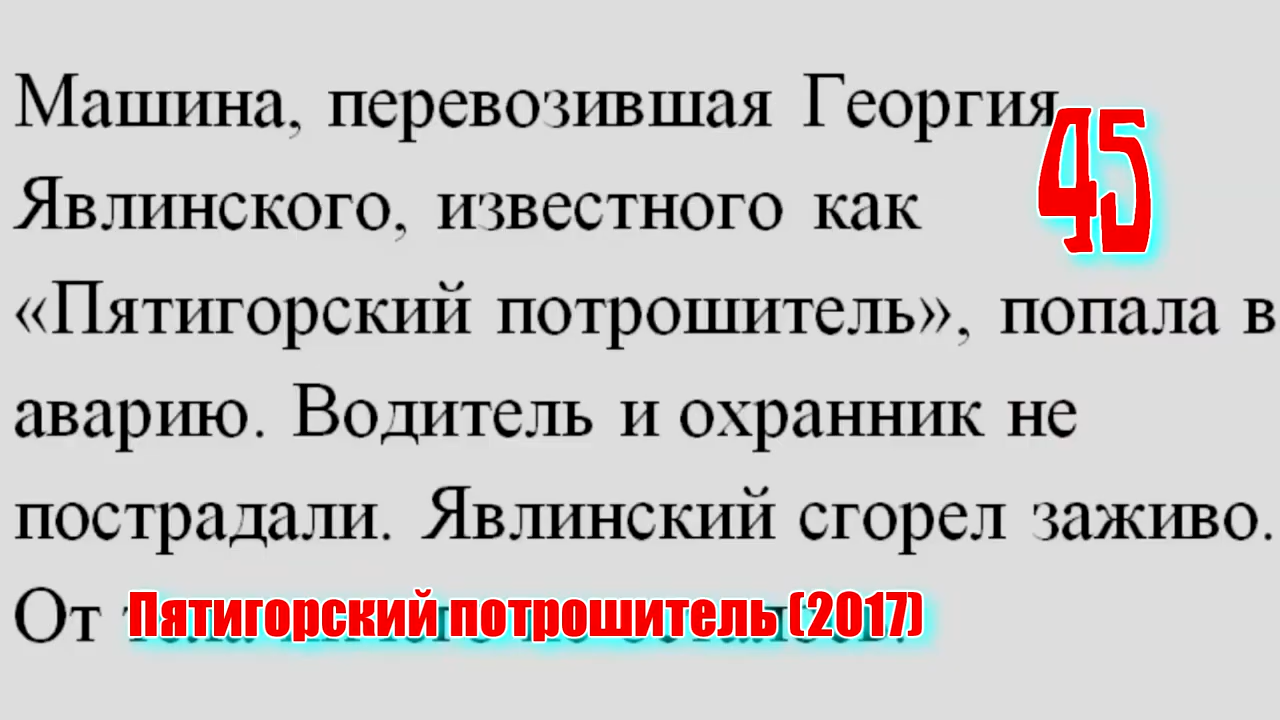 Машина, перевозившая Георгия
45
Явлинского, известного как
«Пятигорский потрошитель», попала в
аварию. Водитель и охранник не
пострадали. Явлинский сгорел заживо.
От
Пятигорский потрошитель (2017)